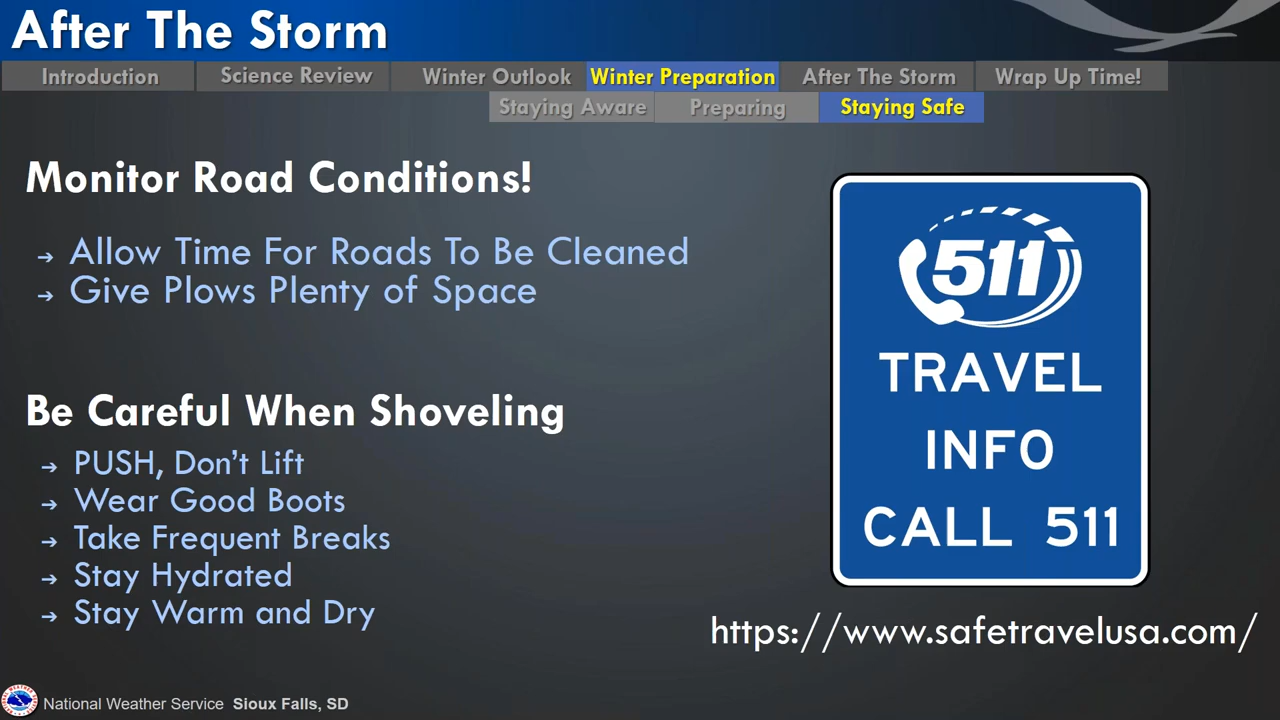 After The Storm
Introduction Science Review Winter Outlook Winter Preparation After The Storm Wrap Up Time!
Staying Aware Preparing Staying Safe
Monitor Road Conditions!
→ Allow Time For Roads To Be Cleaned
→ Give Plows Plenty of Space
Be Careful When Shoveling
→ PUSH, Don't Lift
→ Wear Good Boots
→ Take Frequent Breaks
→ Stay Hydrated
→ Stay Warm and Dry
511
TRAVEL
INFO
CALL 511
https://www.safetravelusa.com/
National Weather Service Sioux Falls, SD